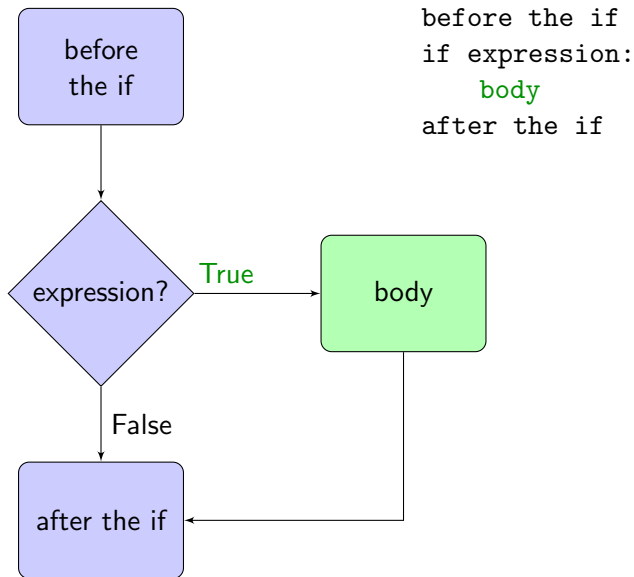 before
the if
before the if
if expression:
body
after the if
expression?
True
body
False
after the if